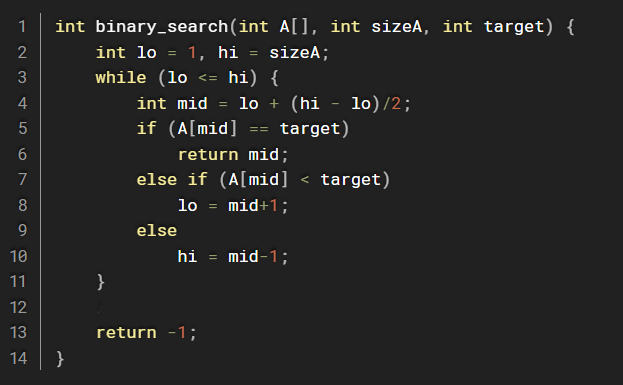 1 int binary_search(int A[], int sizeA, int target) {
2     int lo = 1, hi = sizeA;
3     while (lo <= hi) {
4         int mid = lo + (hi - lo)/2;
5         if (A[mid] == target)
6             return mid;
7         else if (A[mid] < target)
8             lo = mid+1;
9         else
10             hi = mid-1;
11     }
12
13     return -1;
14 }